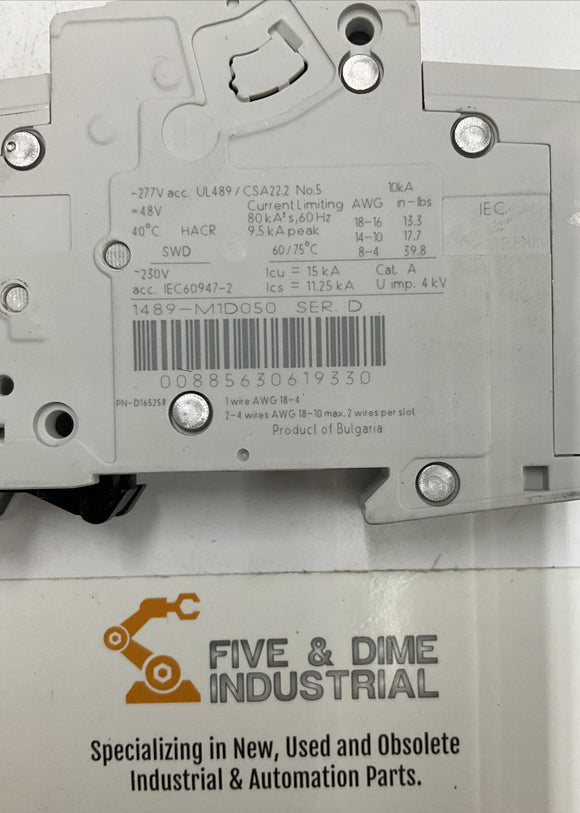 ~277V acc. UL489 / CSA22.2 No.5 10kA
=48V Current Limiting AWG in-lbs
80 kA²s, 60 Hz 18-16 13.3
40°C HACR 9.5 kA peak 14-10 17.7
SWD 60 / 75°C 8-4 39.8
~230V Icu = 15 kA Cat. A
acc. IEC60947-2 Ics = 11.25 kA U imp. 4 kV
IEC
1489-M1D050 SER. D
00885630619330
PN-D165258 1 wire AWG 18-4
2-4 wires AWG 18-10 max. 2 wires per slot
Product of Bulgaria
FIVE & DIME
INDUSTRIAL
Specializing in New, Used and Obsolete
Industrial & Automation Parts.